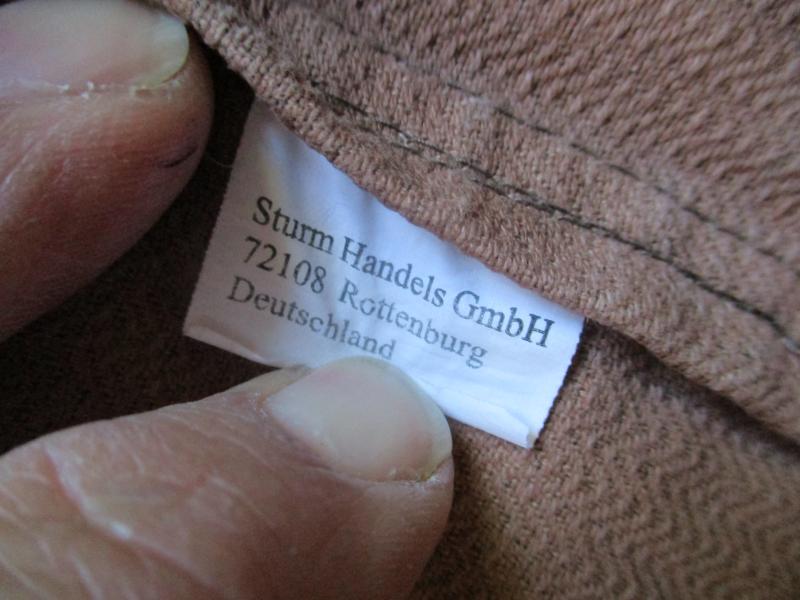 Sturm Handels GmbH
72108 Rottenburg
Deutschland